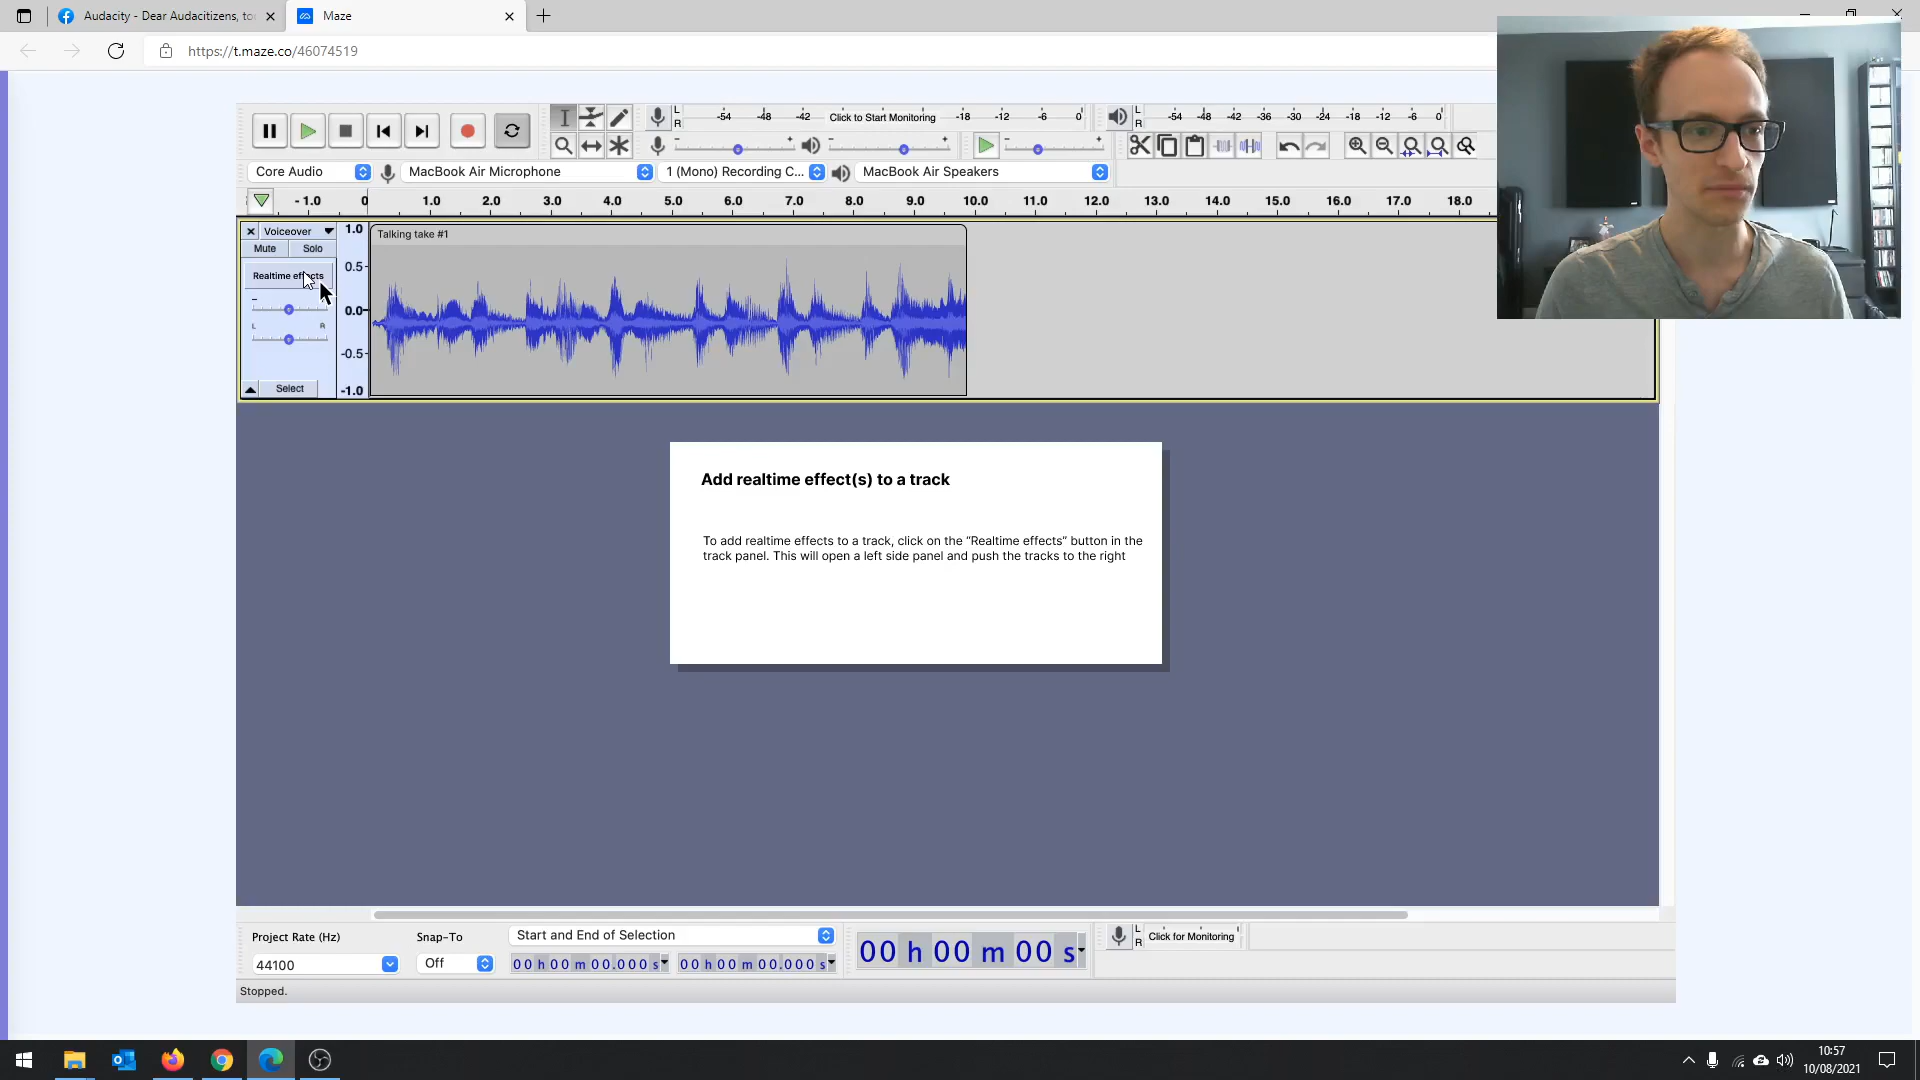 Audacity - Dear Audacitizens, to
Maze
https://t.maze.co/46074519
L
R
-54 -48 -42 Click to Start Monitoring -18 -12 -6 0
L
R
-54 -48 -42 -36 -30 -24 -18 -12 -6 0
- +
- +
- +
Core Audio
MacBook Air Microphone
1 (Mono) Recording C...
MacBook Air Speakers
- 1.0 0 1.0 2.0 3.0 4.0 5.0 6.0 7.0 8.0 9.0 10.0 11.0 12.0 13.0 14.0 15.0 16.0 17.0 18.0
Voiceover
Mute Solo
Realtime effects
L R
Select
1.0
0.5
0.0
-0.5
-1.0
Talking take #1
Add realtime effect(s) to a track
To add realtime effects to a track, click on the “Realtime effects” button in the
track panel. This will open a left side panel and push the tracks to the right
Project Rate (Hz)
44100
Snap-To
Off
Start and End of Selection
00 h 00 m 00.000 s
00 h 00 m 00.000 s
00 h 00 m 00 s
L
R
Click for Monitoring
Stopped.
10:57
10/08/2021